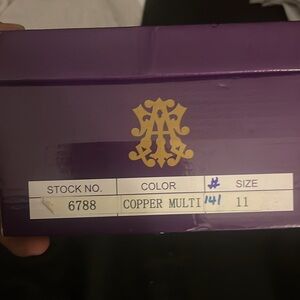 STOCK NO. COLOR # SIZE
6788 COPPER MULTI 141 11